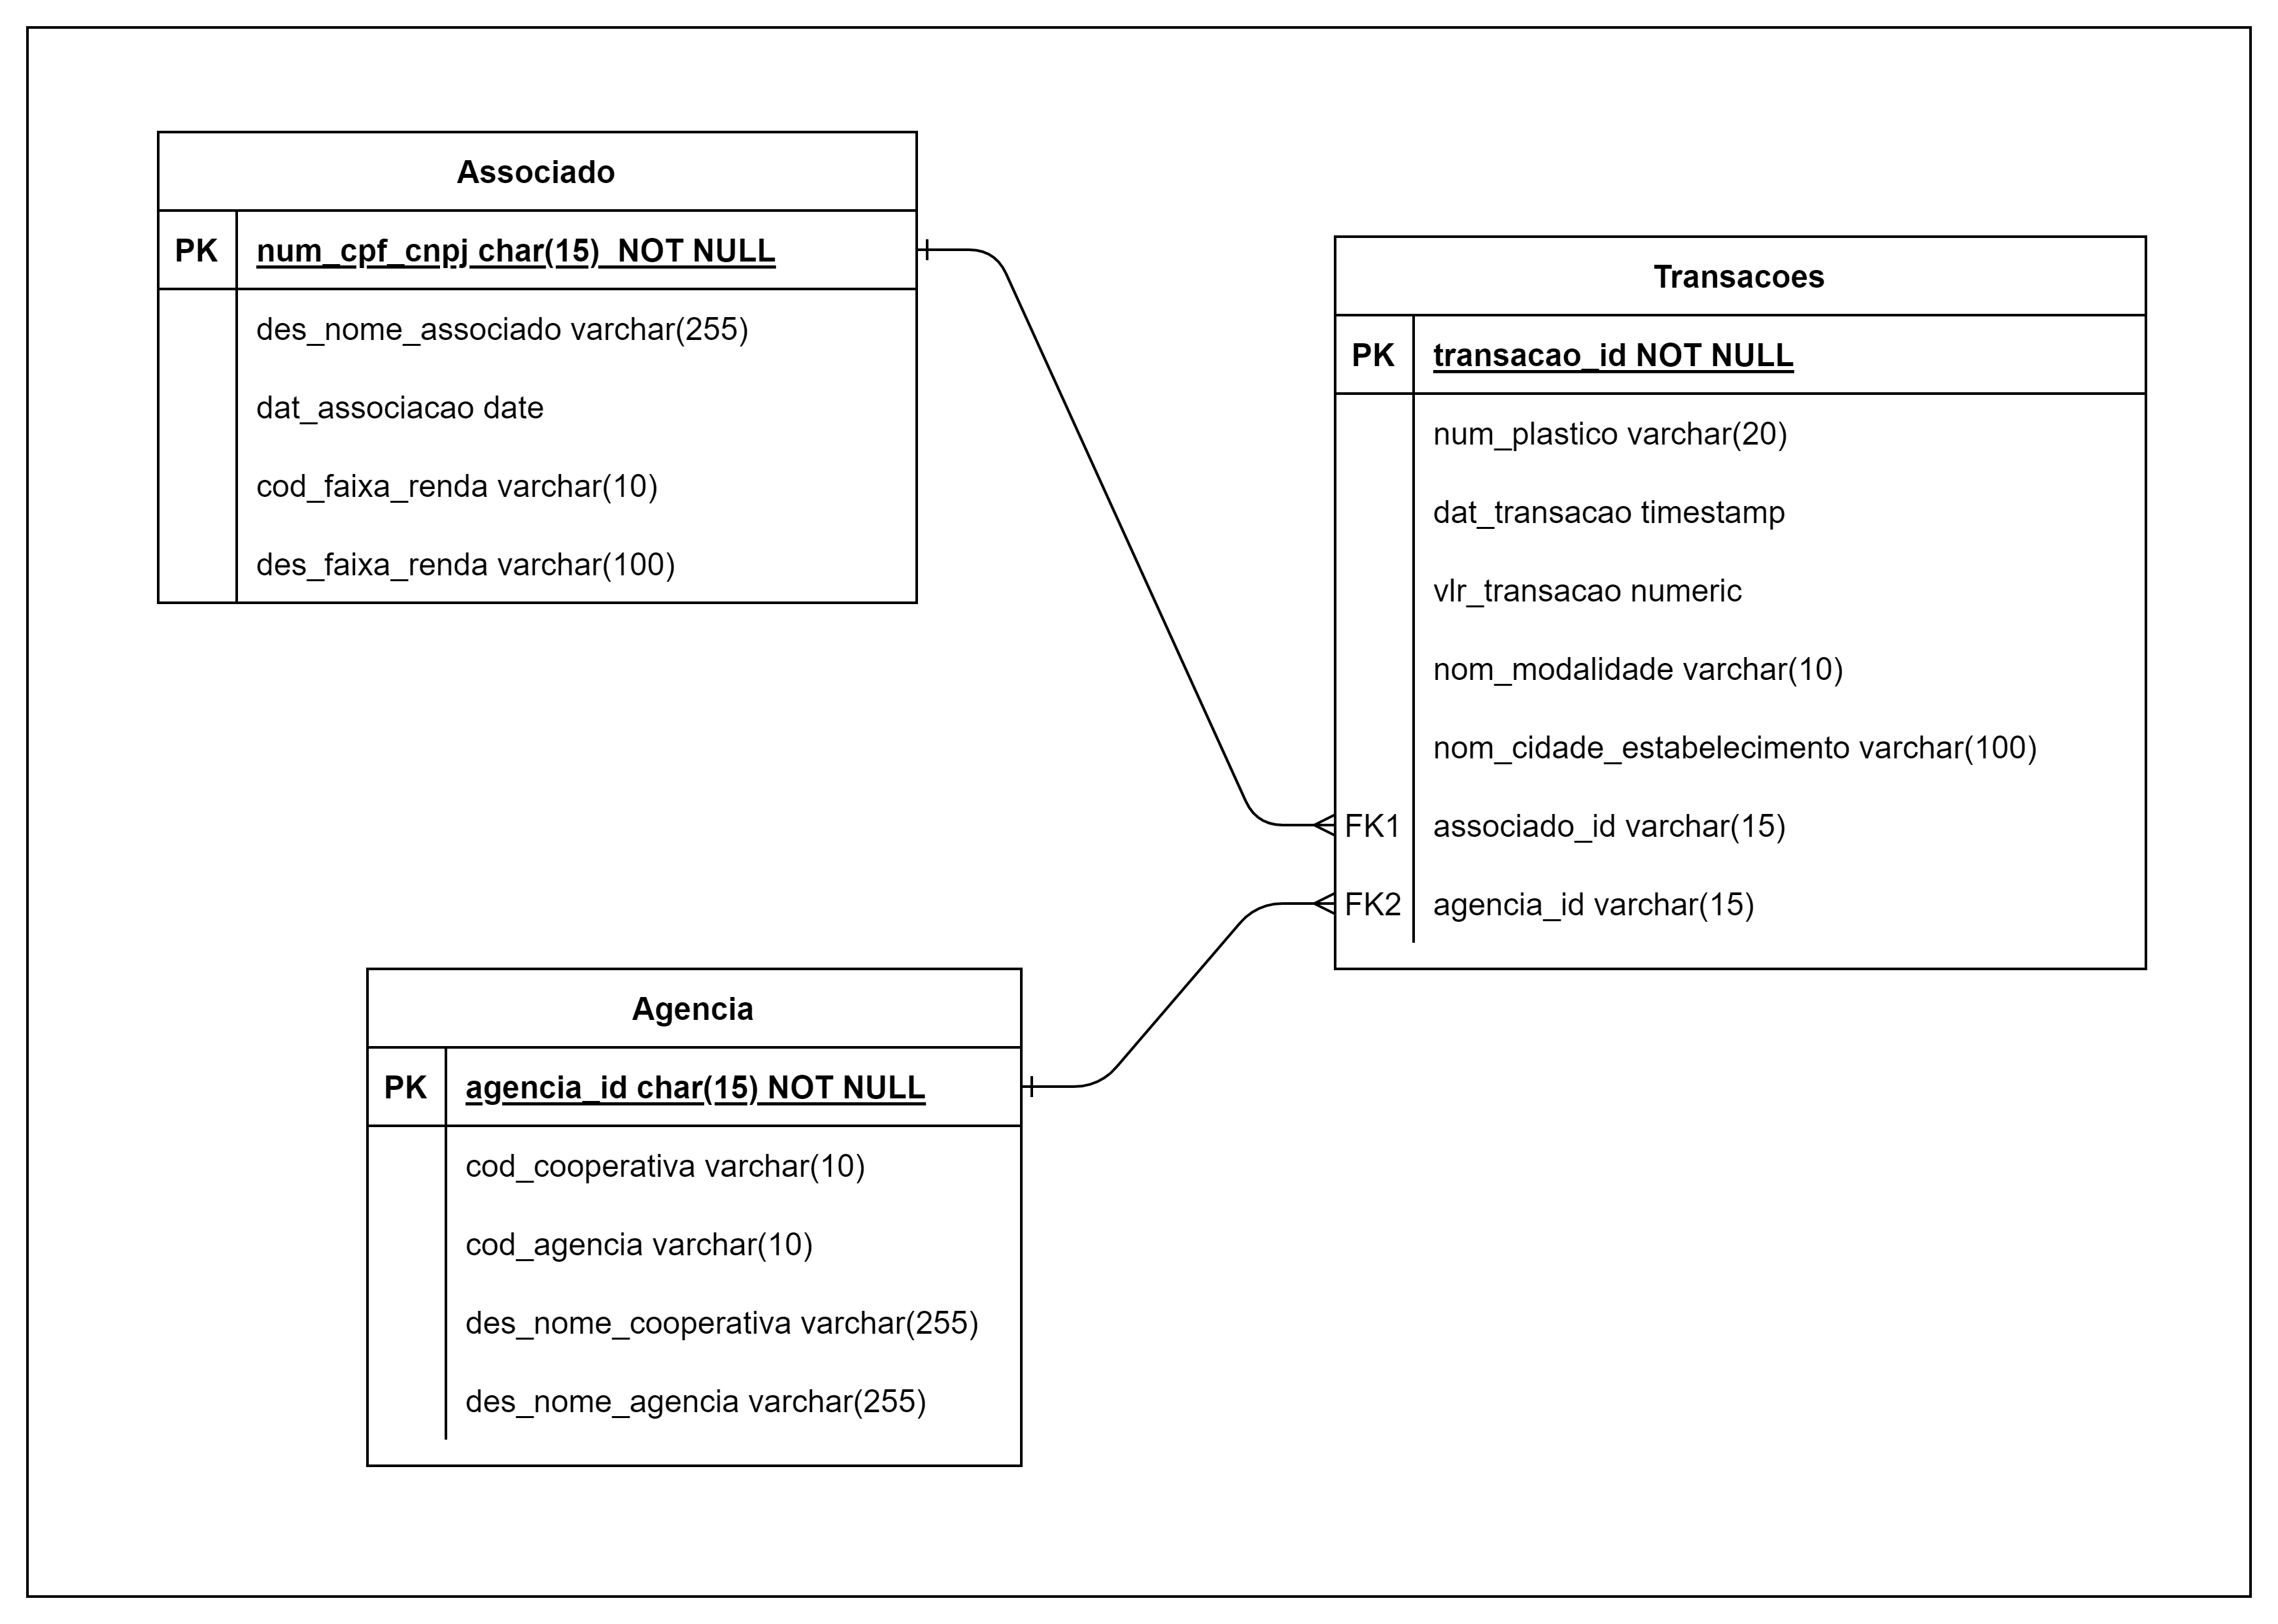 Associado
PK num_cpf_cnpj char(15)  NOT NULL
des_nome_associado varchar(255)
dat_associacao date
cod_faixa_renda varchar(10)
des_faixa_renda varchar(100)
Transacoes
PK transacao_id NOT NULL
num_plastico varchar(20)
dat_transacao timestamp
vlr_transacao numeric
nom_modalidade varchar(10)
nom_cidade_estabelecimento varchar(100)
FK1 associado_id varchar(15)
FK2 agencia_id varchar(15)
Agencia
PK agencia_id char(15) NOT NULL
cod_cooperativa varchar(10)
cod_agencia varchar(10)
des_nome_cooperativa varchar(255)
des_nome_agencia varchar(255)